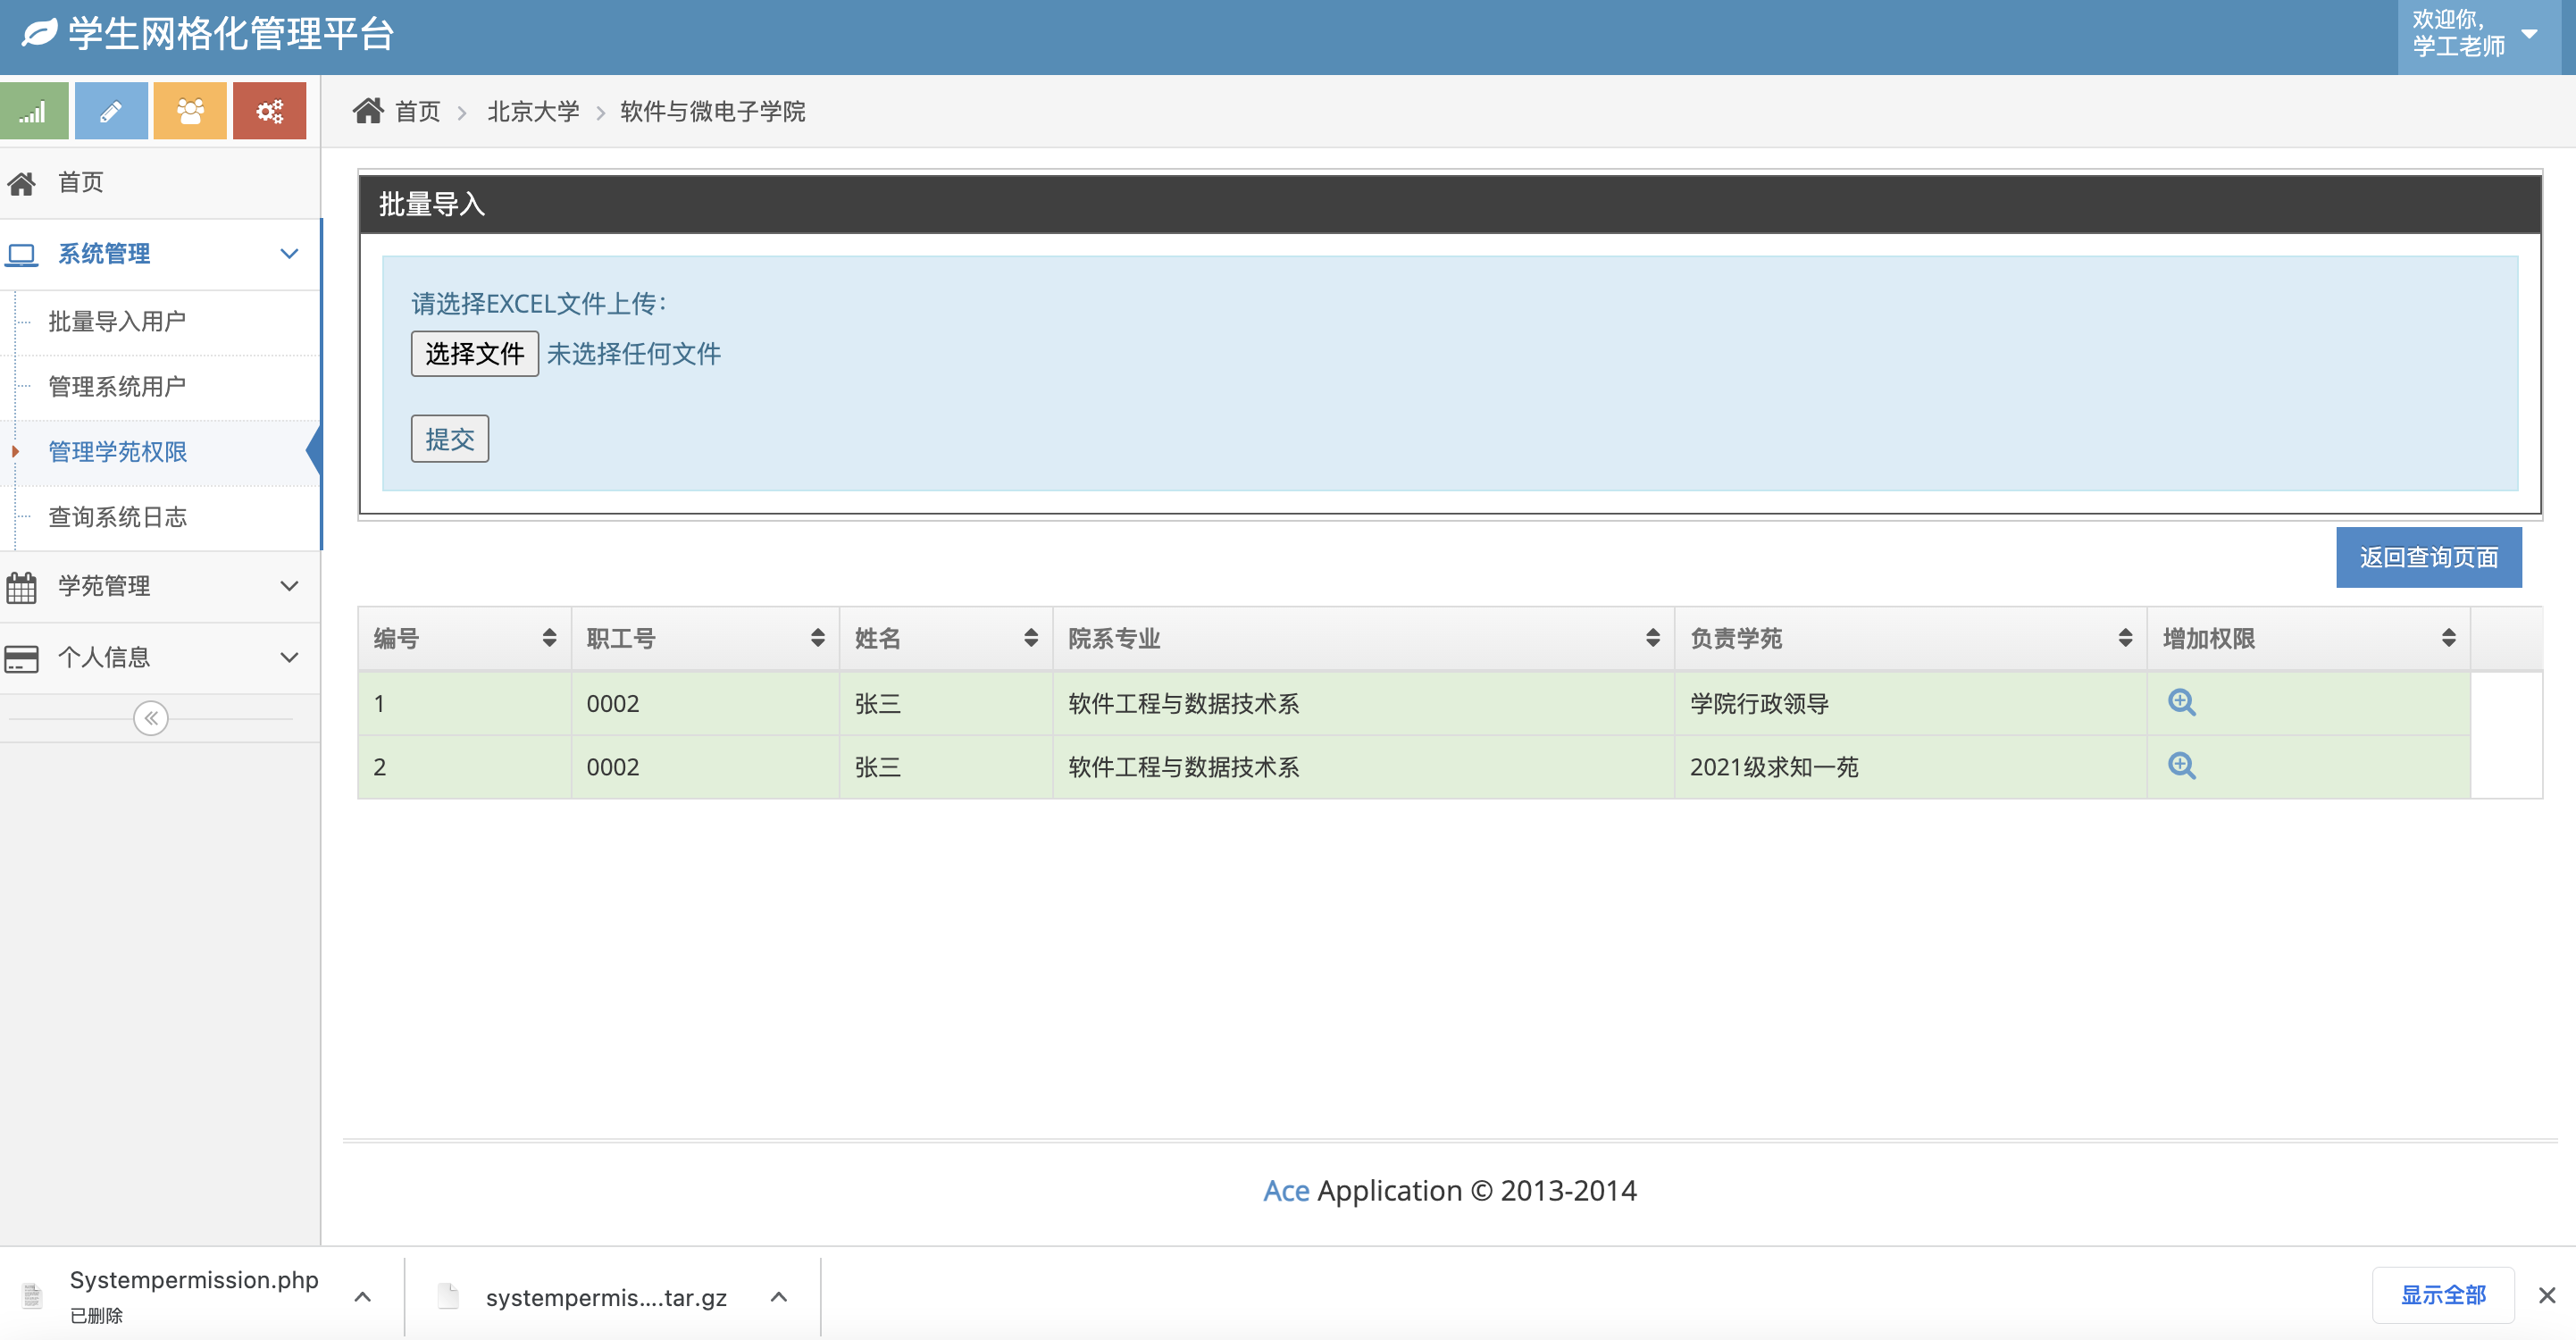 学生网格化管理平台
欢迎你,
学工老师
首页
北京大学
软件与微电子学院
首页
系统管理
批量导入用户
管理系统用户
管理学苑权限
查询系统日志
学苑管理
个人信息
批量导入
请选择EXCEL文件上传：
选择文件 未选择任何文件
提交
返回查询页面
编号 职工号 姓名 院系专业 负责学苑 增加权限
1 0002 张三 软件工程与数据技术系 学院行政领导
2 0002 张三 软件工程与数据技术系 2021级求知一苑
Ace Application © 2013-2014
Systempermission.php
已删除
systempermis....tar.gz
显示全部